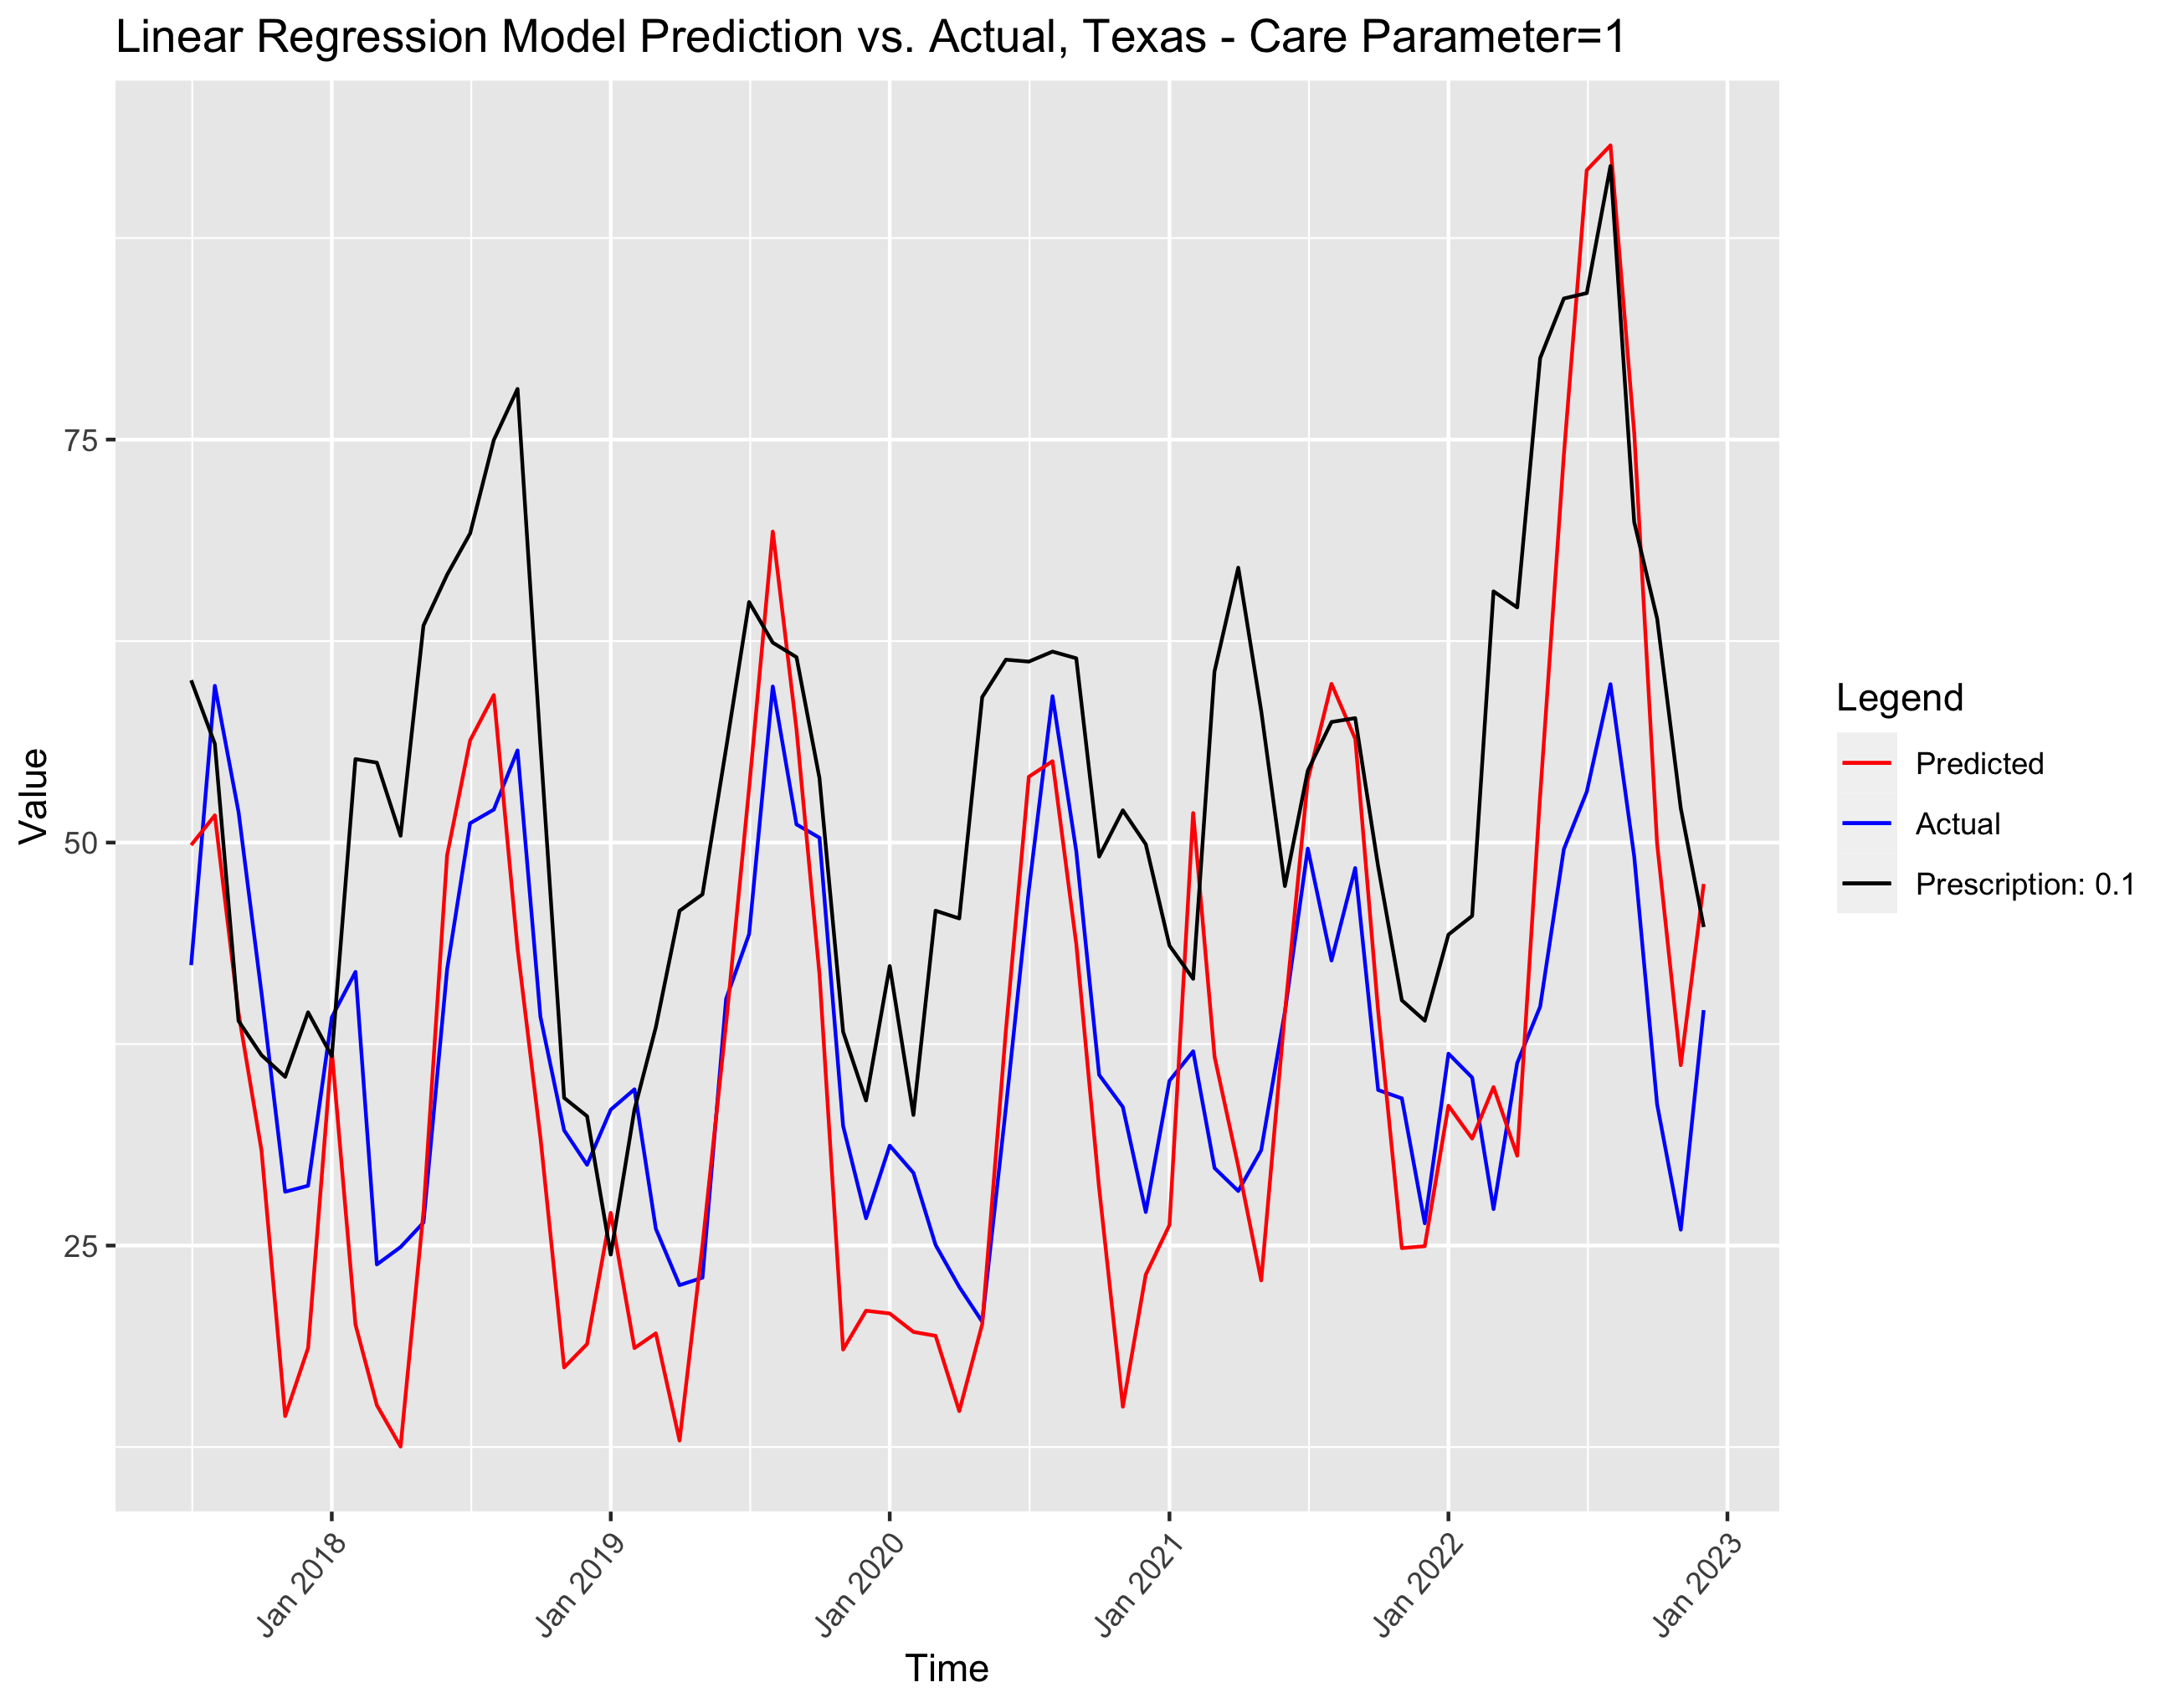 Linear Regression Model Prediction vs. Actual, Texas - Care Parameter=1
Value
75
50
25
Jan 2018
Jan 2019
Jan 2020
Jan 2021
Jan 2022
Jan 2023
Time
Legend
Predicted
Actual
Prescription: 0.1